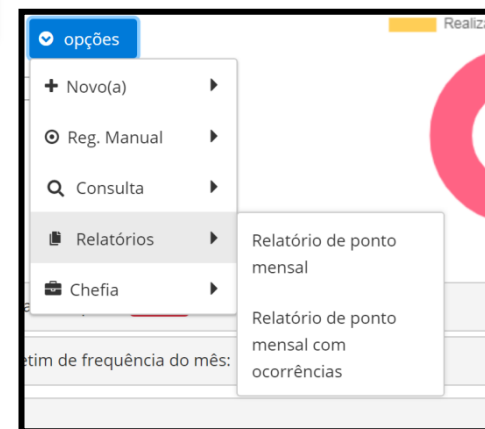 Realiz
opções
Novo(a)
Reg. Manual
Consulta
Relatórios
Relatório de ponto
mensal
Chefia
Relatório de ponto
mensal com
ocorrências
etim de frequência do mês: